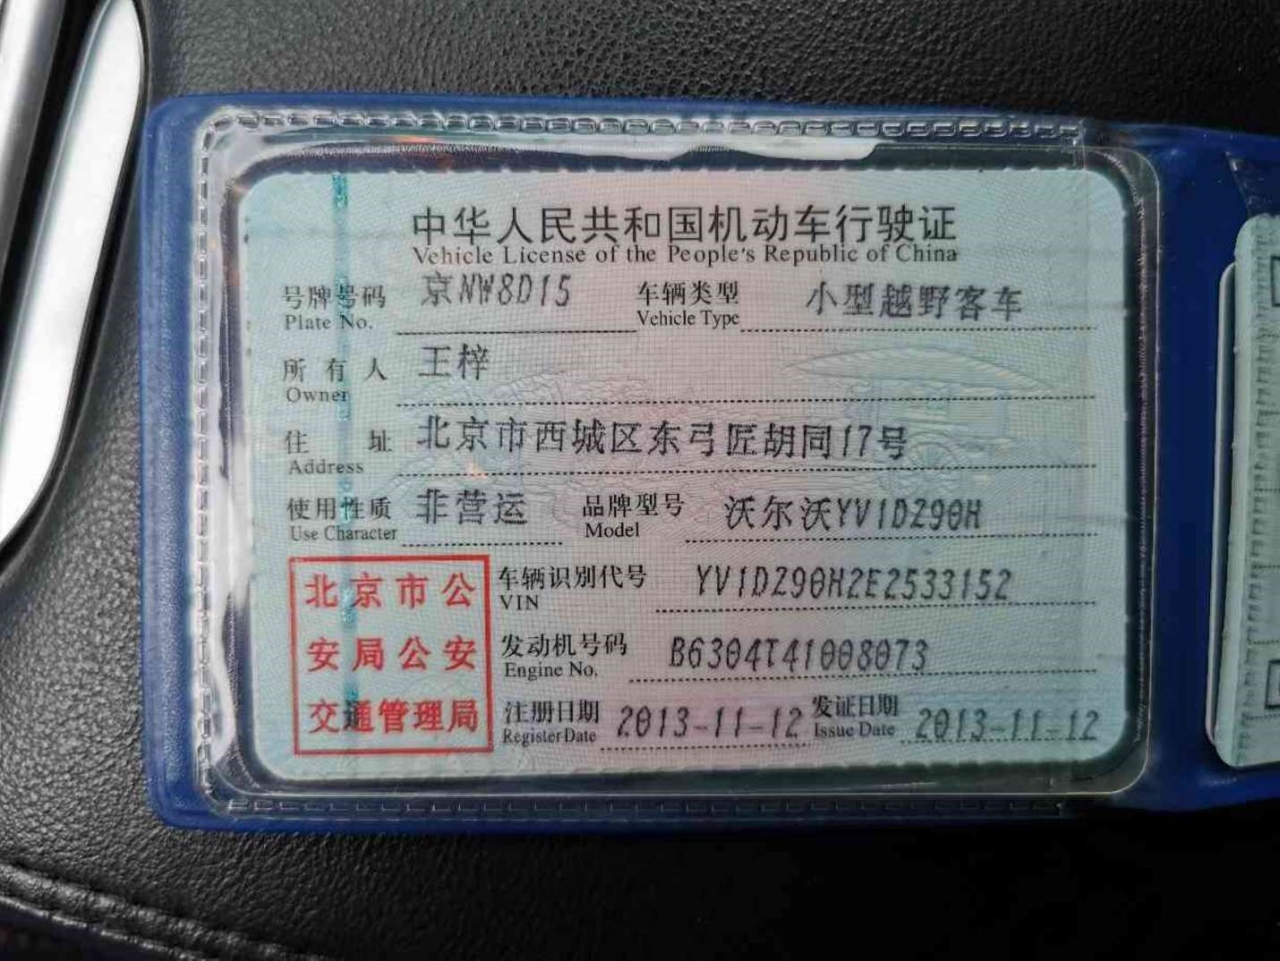 中华人民共和国机动车行驶证
Vehicle License of the People's Republic of China
号牌号码 京NW8D15 车辆类型 小型越野客车
Plate No. Vehicle Type
所有人 王梓
Owner
住址 北京市西城区东弓匠胡同17号
Address
使用性质 非营运 品牌型号 沃尔沃YV1DZ90H
Use Character Model
北京市公
安局公安
交通管理局
车辆识别代号 YV1DZ90H2E2533152
VIN
发动机号码 B6304T41008073
Engine No.
注册日期 2013-11-12 发证日期 2013-11-12
Register Date Issue Date